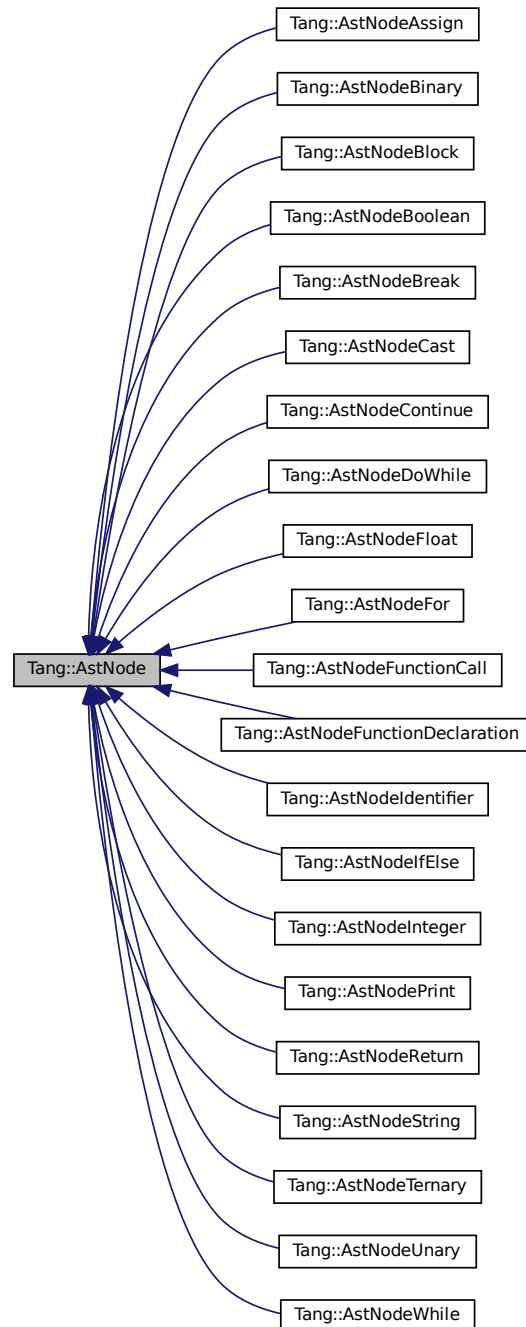 Tang::AstNodeAssign
Tang::AstNodeBinary
Tang::AstNodeBlock
Tang::AstNodeBoolean
Tang::AstNodeBreak
Tang::AstNodeCast
Tang::AstNodeContinue
Tang::AstNodeDoWhile
Tang::AstNodeFloat
Tang::AstNodeFor
Tang::AstNode
Tang::AstNodeFunctionCall
Tang::AstNodeFunctionDeclaration
Tang::AstNodeIdentifier
Tang::AstNodeIfElse
Tang::AstNodeInteger
Tang::AstNodePrint
Tang::AstNodeReturn
Tang::AstNodeString
Tang::AstNodeTernary
Tang::AstNodeUnary
Tang::AstNodeWhile